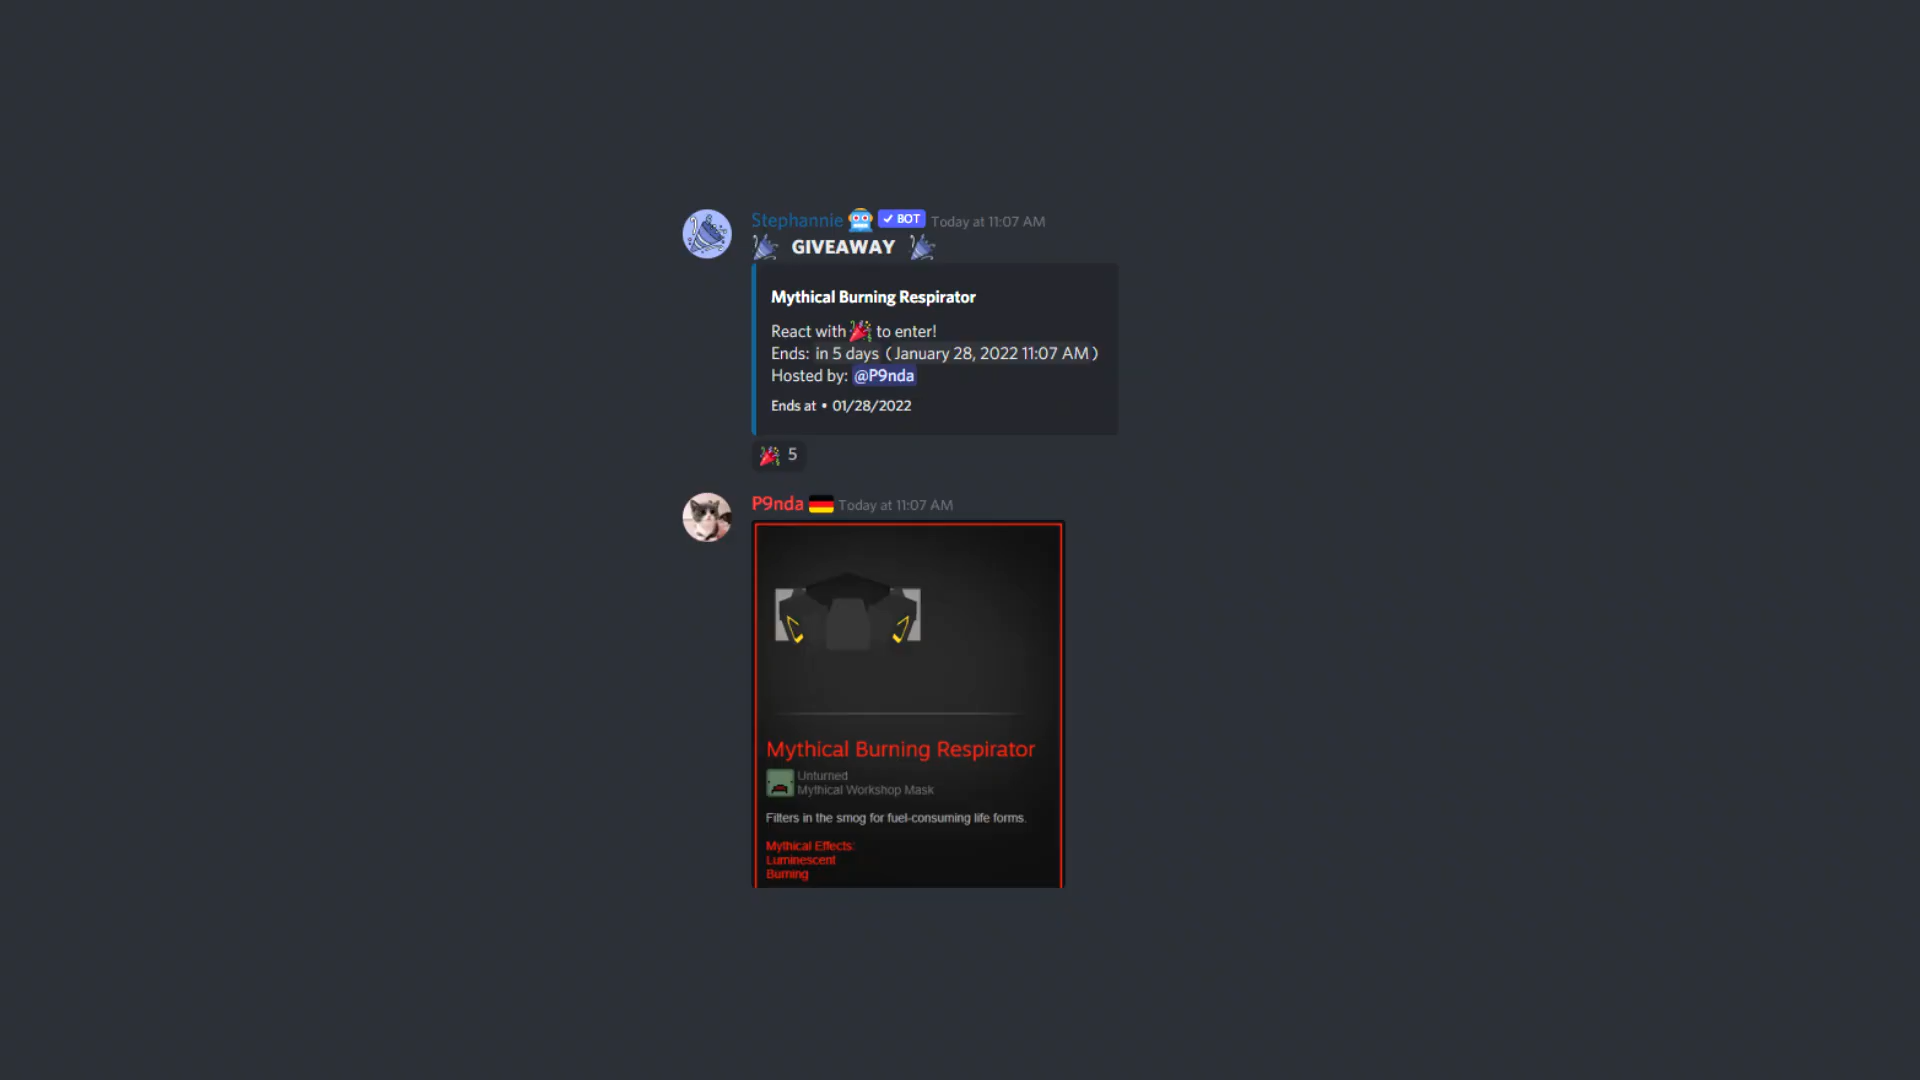 Stephannie BOT Today at 11:07 AM
GIVEAWAY
Mythical Burning Respirator
React with to enter!
Ends: in 5 days (January 28, 2022 11:07 AM)
Hosted by: @P9nda
Ends at • 01/28/2022
5
P9nda Today at 11:07 AM
Mythical Burning Respirator
Unturned
Mythical Workshop Mask
Filters in the smog for fuel-consuming life forms.
Mythical Effects:
Luminescent
Burning